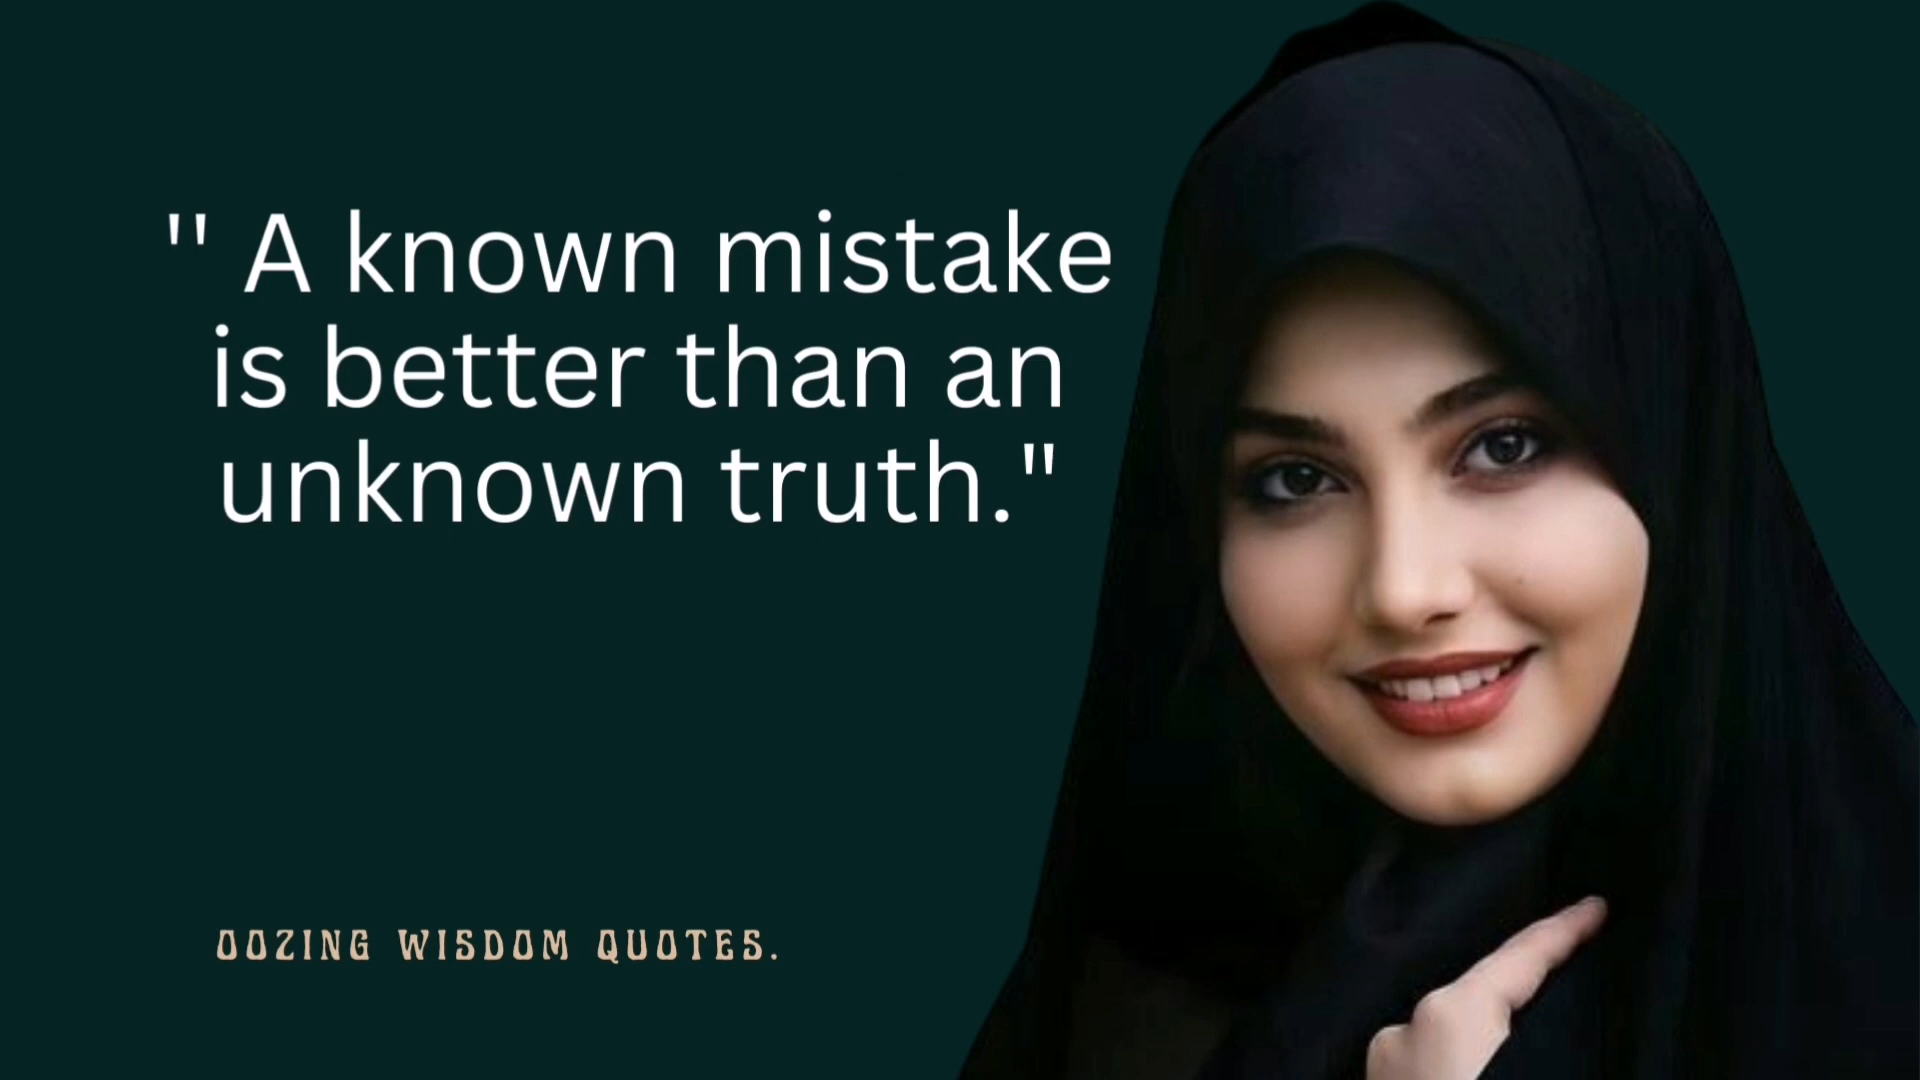 '' A known mistake
is better than an
unknown truth."
OOZING WISDOM QUOTES.